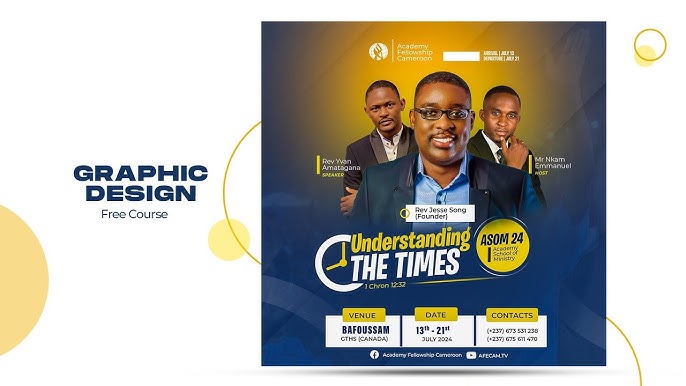 GRAPHIC
DESIGN
Free Course
Academy
Fellowship
Cameroon
ARRIVAL | JULY 13
DEPARTURE | JULY 21
Rev Yvan
Amatagana
SPEAKER
Mr Nkam
Emmanuel
HOST
Rev Jesse Song
(Founder)
Understanding
THE TIMES
1 Chron 12:32
ASOM 24
Academy
School of
Ministry
VENUE
BAFOUSSAM
GTHS (CANADA)
DATE
13th - 21st
JULY 2024
CONTACTS
(+237) 673 531 238
(+237) 675 611 470
Academy Fellowship Cameroon
AFECAM.TV